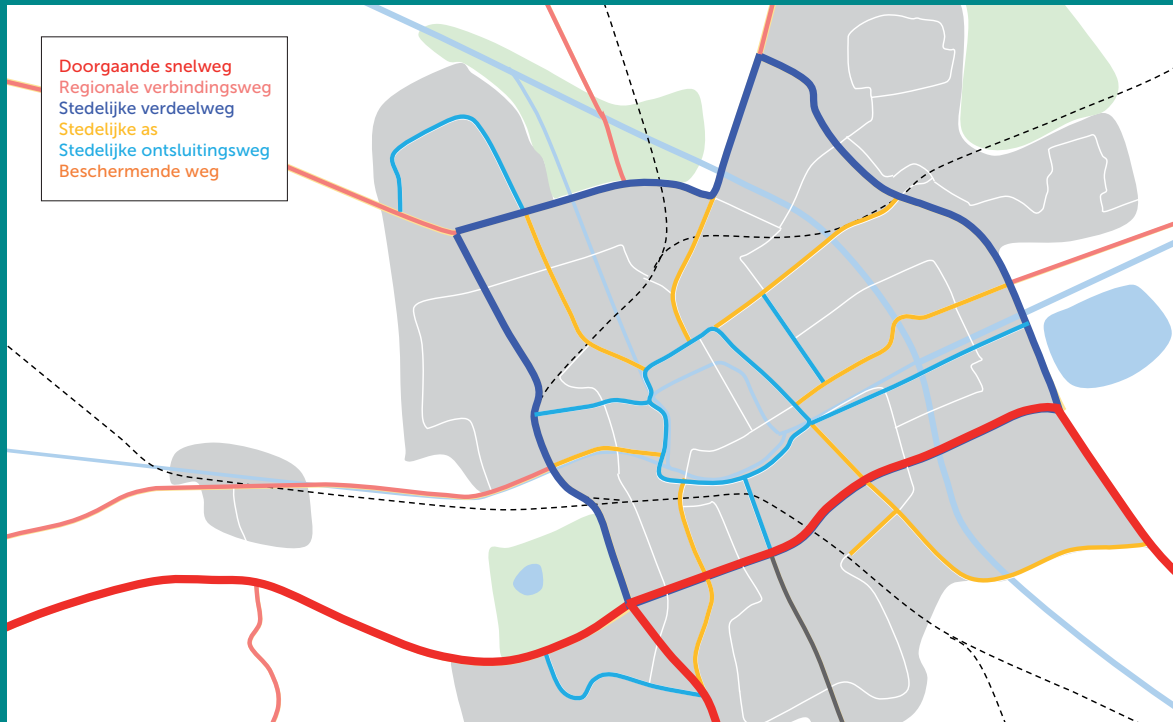 Doorgaande snelweg
Regionale verbindingsweg
Stedelijke verdeelweg
Stedelijke as
Stedelijke ontsluitingsweg
Beschermende weg